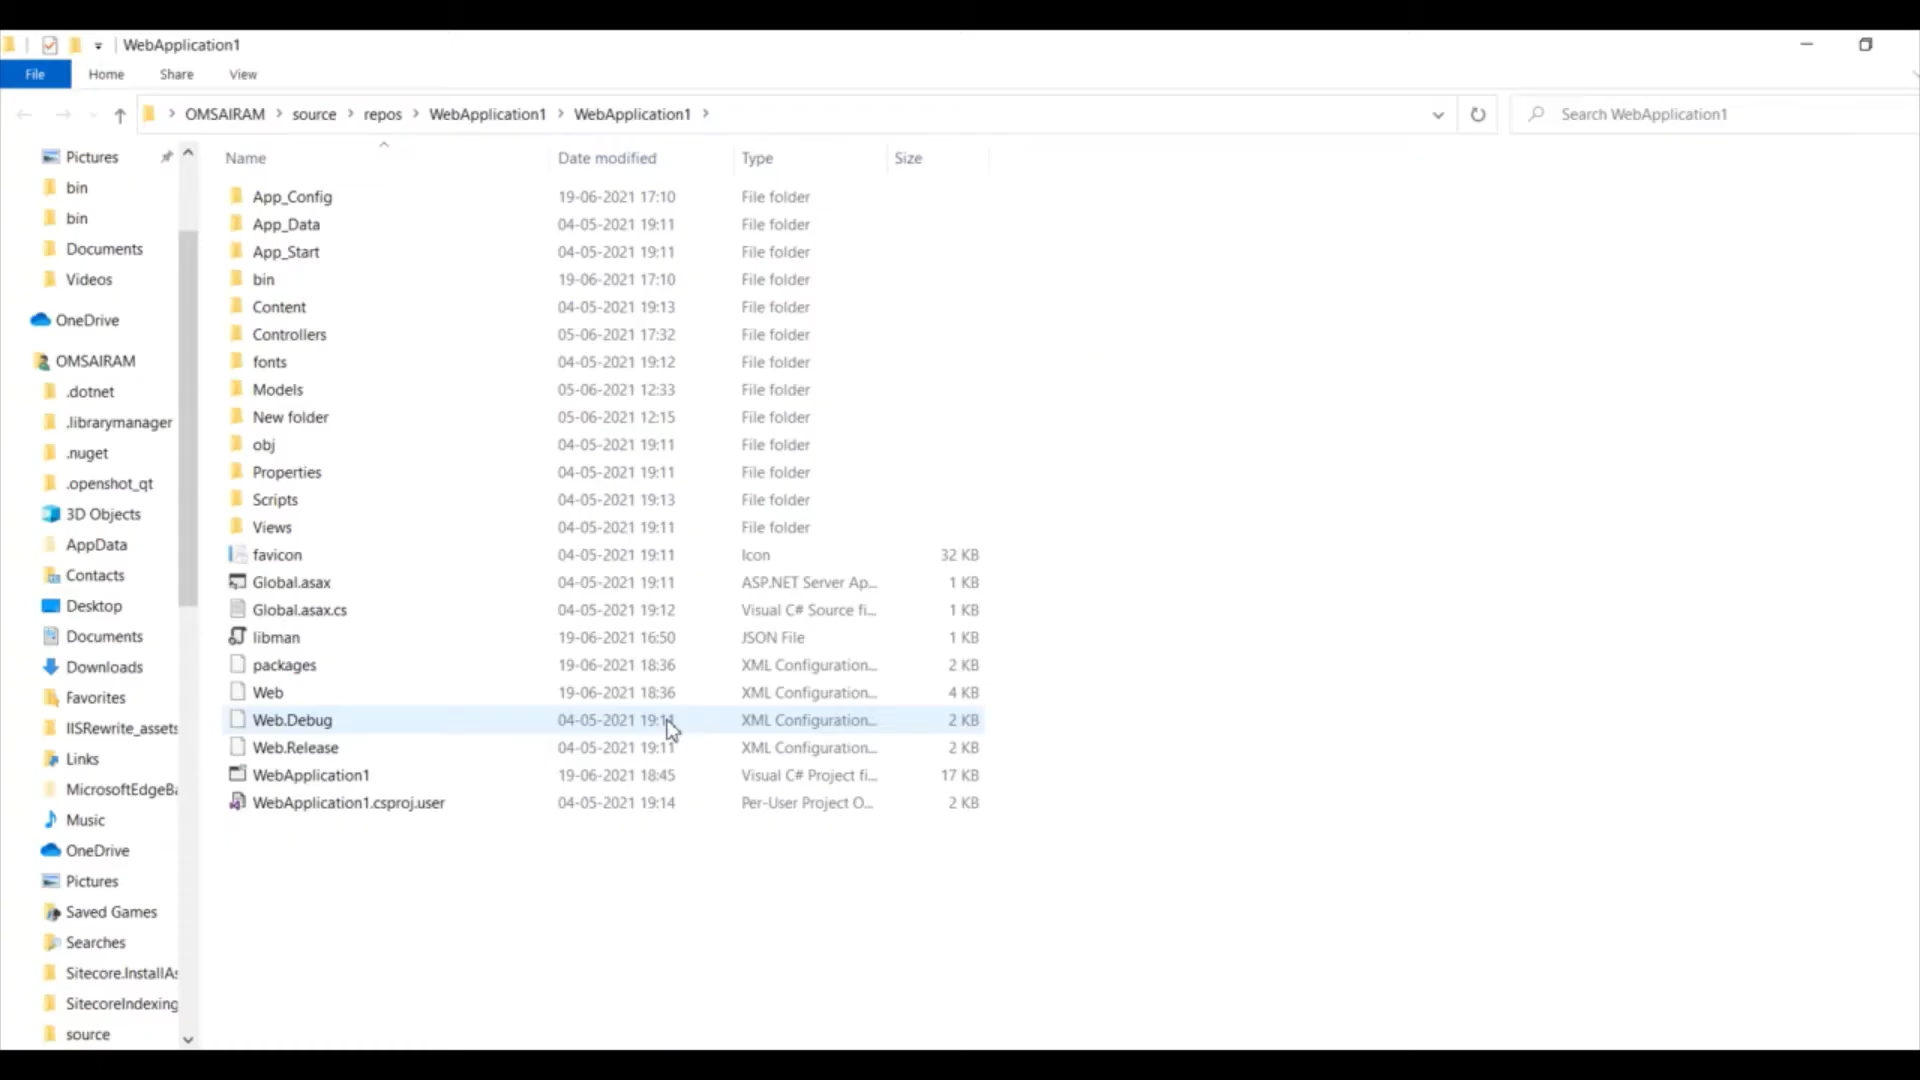 WebApplication1
File Home Share View
OMSAIRAM source repos WebApplication1 WebApplication1
Search WebApplication1
Pictures
bin
bin
Documents
Videos
OneDrive
OMSAIRAM
.dotnet
.librarymanager
.nuget
.openshot_qt
3D Objects
AppData
Contacts
Desktop
Documents
Downloads
Favorites
IISRewrite_assets
Links
MicrosoftEdgeBa
Music
OneDrive
Pictures
Saved Games
Searches
Sitecore.InstallAs
SitecoreIndexing
source
Name Date modified Type Size
App_Config 19-06-2021 17:10 File folder
App_Data 04-05-2021 19:11 File folder
App_Start 04-05-2021 19:11 File folder
bin 19-06-2021 17:10 File folder
Content 04-05-2021 19:13 File folder
Controllers 05-06-2021 17:32 File folder
fonts 04-05-2021 19:12 File folder
Models 05-06-2021 12:33 File folder
New folder 05-06-2021 12:15 File folder
obj 04-05-2021 19:11 File folder
Properties 04-05-2021 19:11 File folder
Scripts 04-05-2021 19:13 File folder
Views 04-05-2021 19:11 File folder
favicon 04-05-2021 19:11 Icon 32 KB
Global.asax 04-05-2021 19:11 ASP.NET Server Ap... 1 KB
Global.asax.cs 04-05-2021 19:12 Visual C# Source fi... 1 KB
libman 19-06-2021 16:50 JSON File 1 KB
packages 19-06-2021 18:36 XML Configuration... 2 KB
Web 19-06-2021 18:36 XML Configuration... 4 KB
Web.Debug 04-05-2021 19:11 XML Configuration... 2 KB
Web.Release 04-05-2021 19:11 XML Configuration... 2 KB
WebApplication1 19-06-2021 18:45 Visual C# Project fi... 17 KB
WebApplication1.csproj.user 04-05-2021 19:14 Per-User Project O... 2 KB